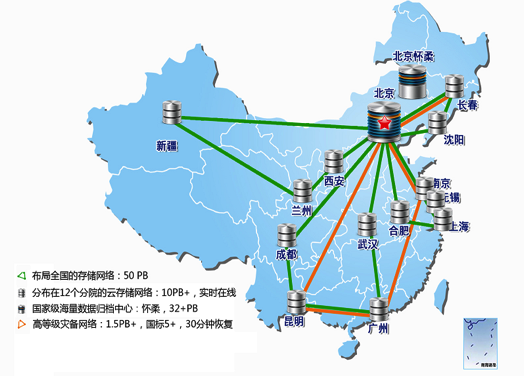 北京怀柔
北京
长春
沈阳
新疆
西安
兰州
南京
无锡
上海
合肥
武汉
成都
昆明
广州
布局全国的存储网络：50 PB
分布在12个分院的云存储网络：10PB+，实时在线
国家级海量数据归档中心：怀柔，32+PB
高等级灾备网络：1.5PB+，国标5+，30分钟恢复